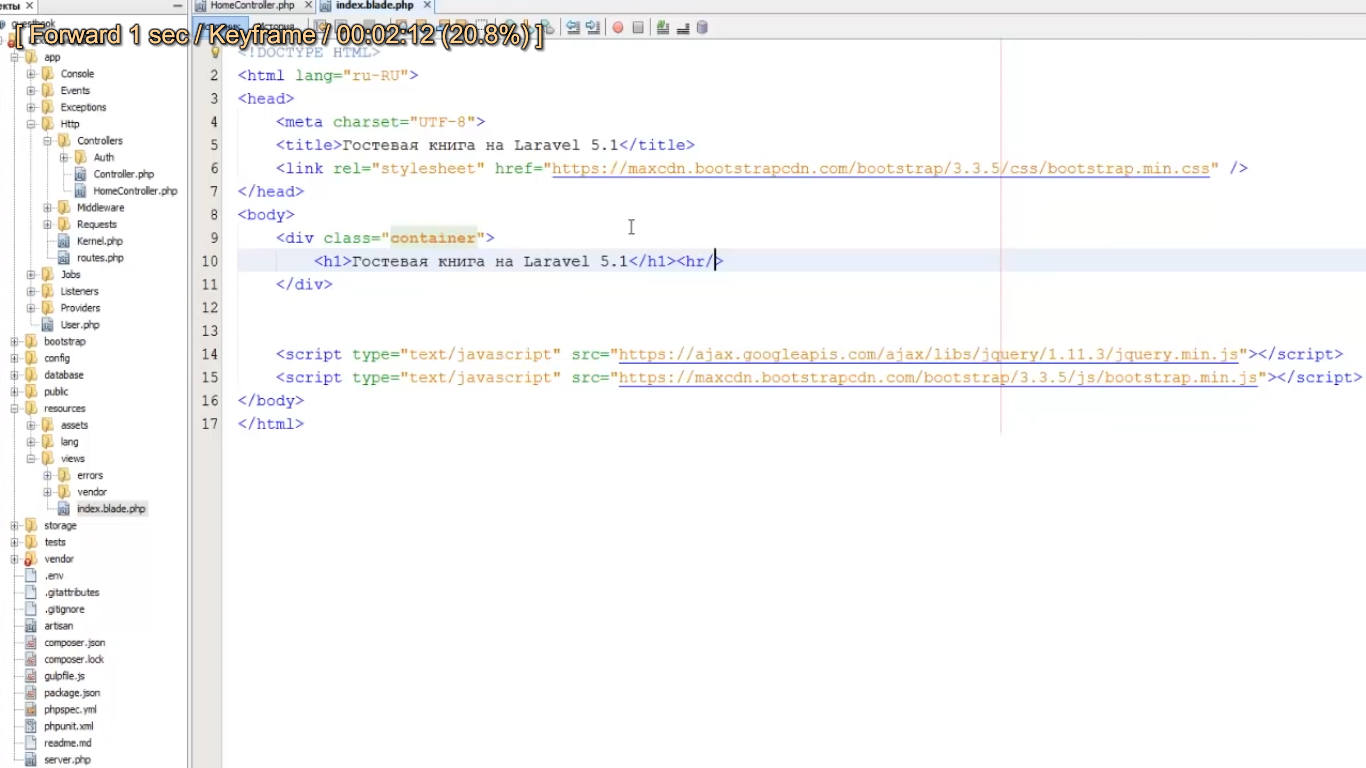 екты
HomeController.php
index.blade.php
guestbook
История
[ Forward 1 sec / Keyframe / 00:02:12 (20.8%) ]
app
Console
Events
Exceptions
Http
Controllers
Auth
Controller.php
HomeController.php
Middleware
Requests
Kernel.php
routes.php
Jobs
Listeners
Providers
User.php
bootstrap
config
database
public
resources
assets
lang
views
errors
vendor
index.blade.php
storage
tests
vendor
.env
.gitattributes
.gitignore
artisan
composer.json
composer.lock
gulpfile.js
package.json
phpspec.yml
phpunit.xml
readme.md
server.php
<!DOCTYPE HTML>
2 <html lang="ru-RU">
3 <head>
4 <meta charset="UTF-8">
5 <title>Гостевая книга на Laravel 5.1</title>
6 <link rel="stylesheet" href="https://maxcdn.bootstrapcdn.com/bootstrap/3.3.5/css/bootstrap.min.css" />
7 </head>
8 <body>
9 <div class="container">
10 <h1>Гостевая книга на Laravel 5.1</h1><hr/>
11 </div>
12
13
14 <script type="text/javascript" src="https://ajax.googleapis.com/ajax/libs/jquery/1.11.3/jquery.min.js"></script>
15 <script type="text/javascript" src="https://maxcdn.bootstrapcdn.com/bootstrap/3.3.5/js/bootstrap.min.js"></script>
16 </body>
17 </html>